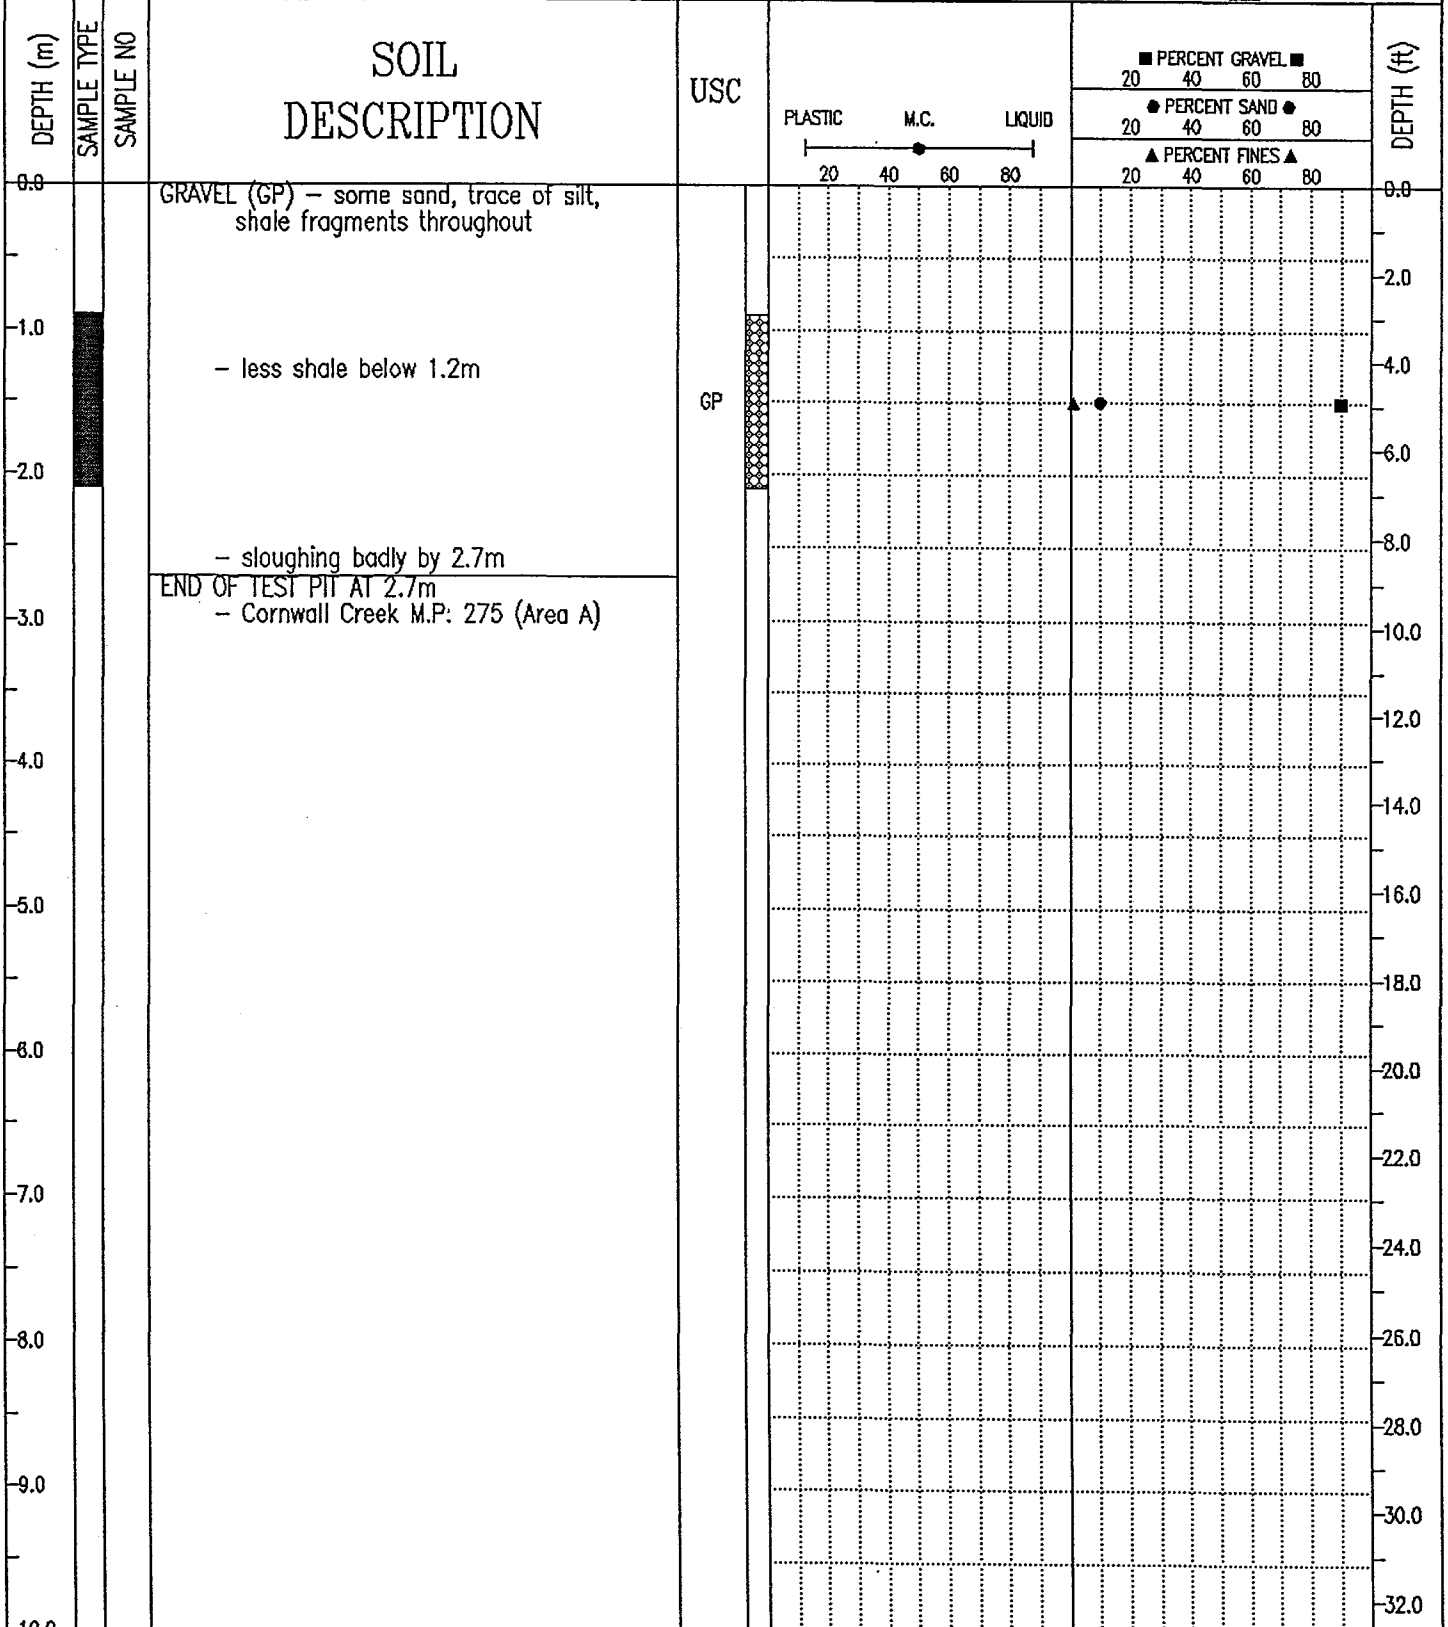 DEPTH (m)
SAMPLE TYPE
SAMPLE NO
SOIL
DESCRIPTION
USC
PLASTIC M.C. LIQUID
20 40 60 80
■ PERCENT GRAVEL ■
20 40 60 80
● PERCENT SAND ●
20 40 60 80
▲ PERCENT FINES ▲
20 40 60 80
DEPTH (ft)
0.0
GRAVEL (GP) – some sand, trace of silt,
shale fragments throughout
– less shale below 1.2m
– sloughing badly by 2.7m
END OF TEST PIT AT 2.7m
– Cornwall Creek M.P: 275 (Area A)
GP
1.0
2.0
3.0
4.0
5.0
6.0
7.0
8.0
9.0
0.0
2.0
4.0
6.0
8.0
10.0
12.0
14.0
16.0
18.0
20.0
22.0
24.0
26.0
28.0
30.0
32.0